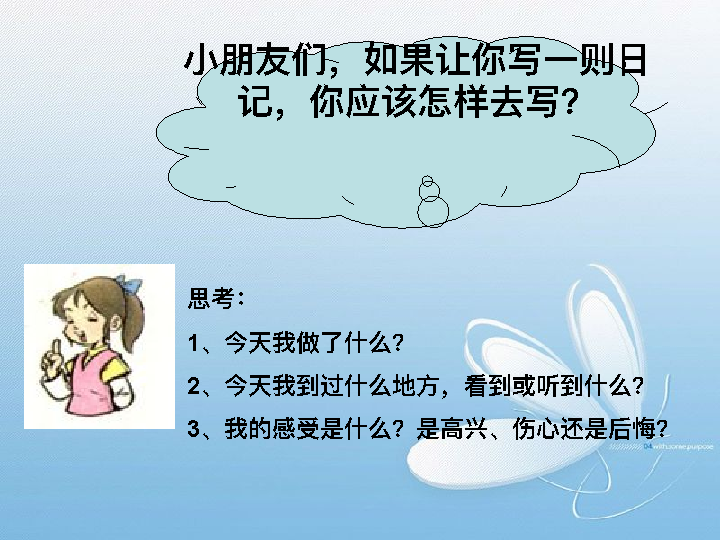 小朋友们，如果让你写一则日
记，你应该怎样去写？
思考：
1、今天我做了什么？
2、今天我到过什么地方，看到或听到什么？
3、我的感受是什么？是高兴、伤心还是后悔？